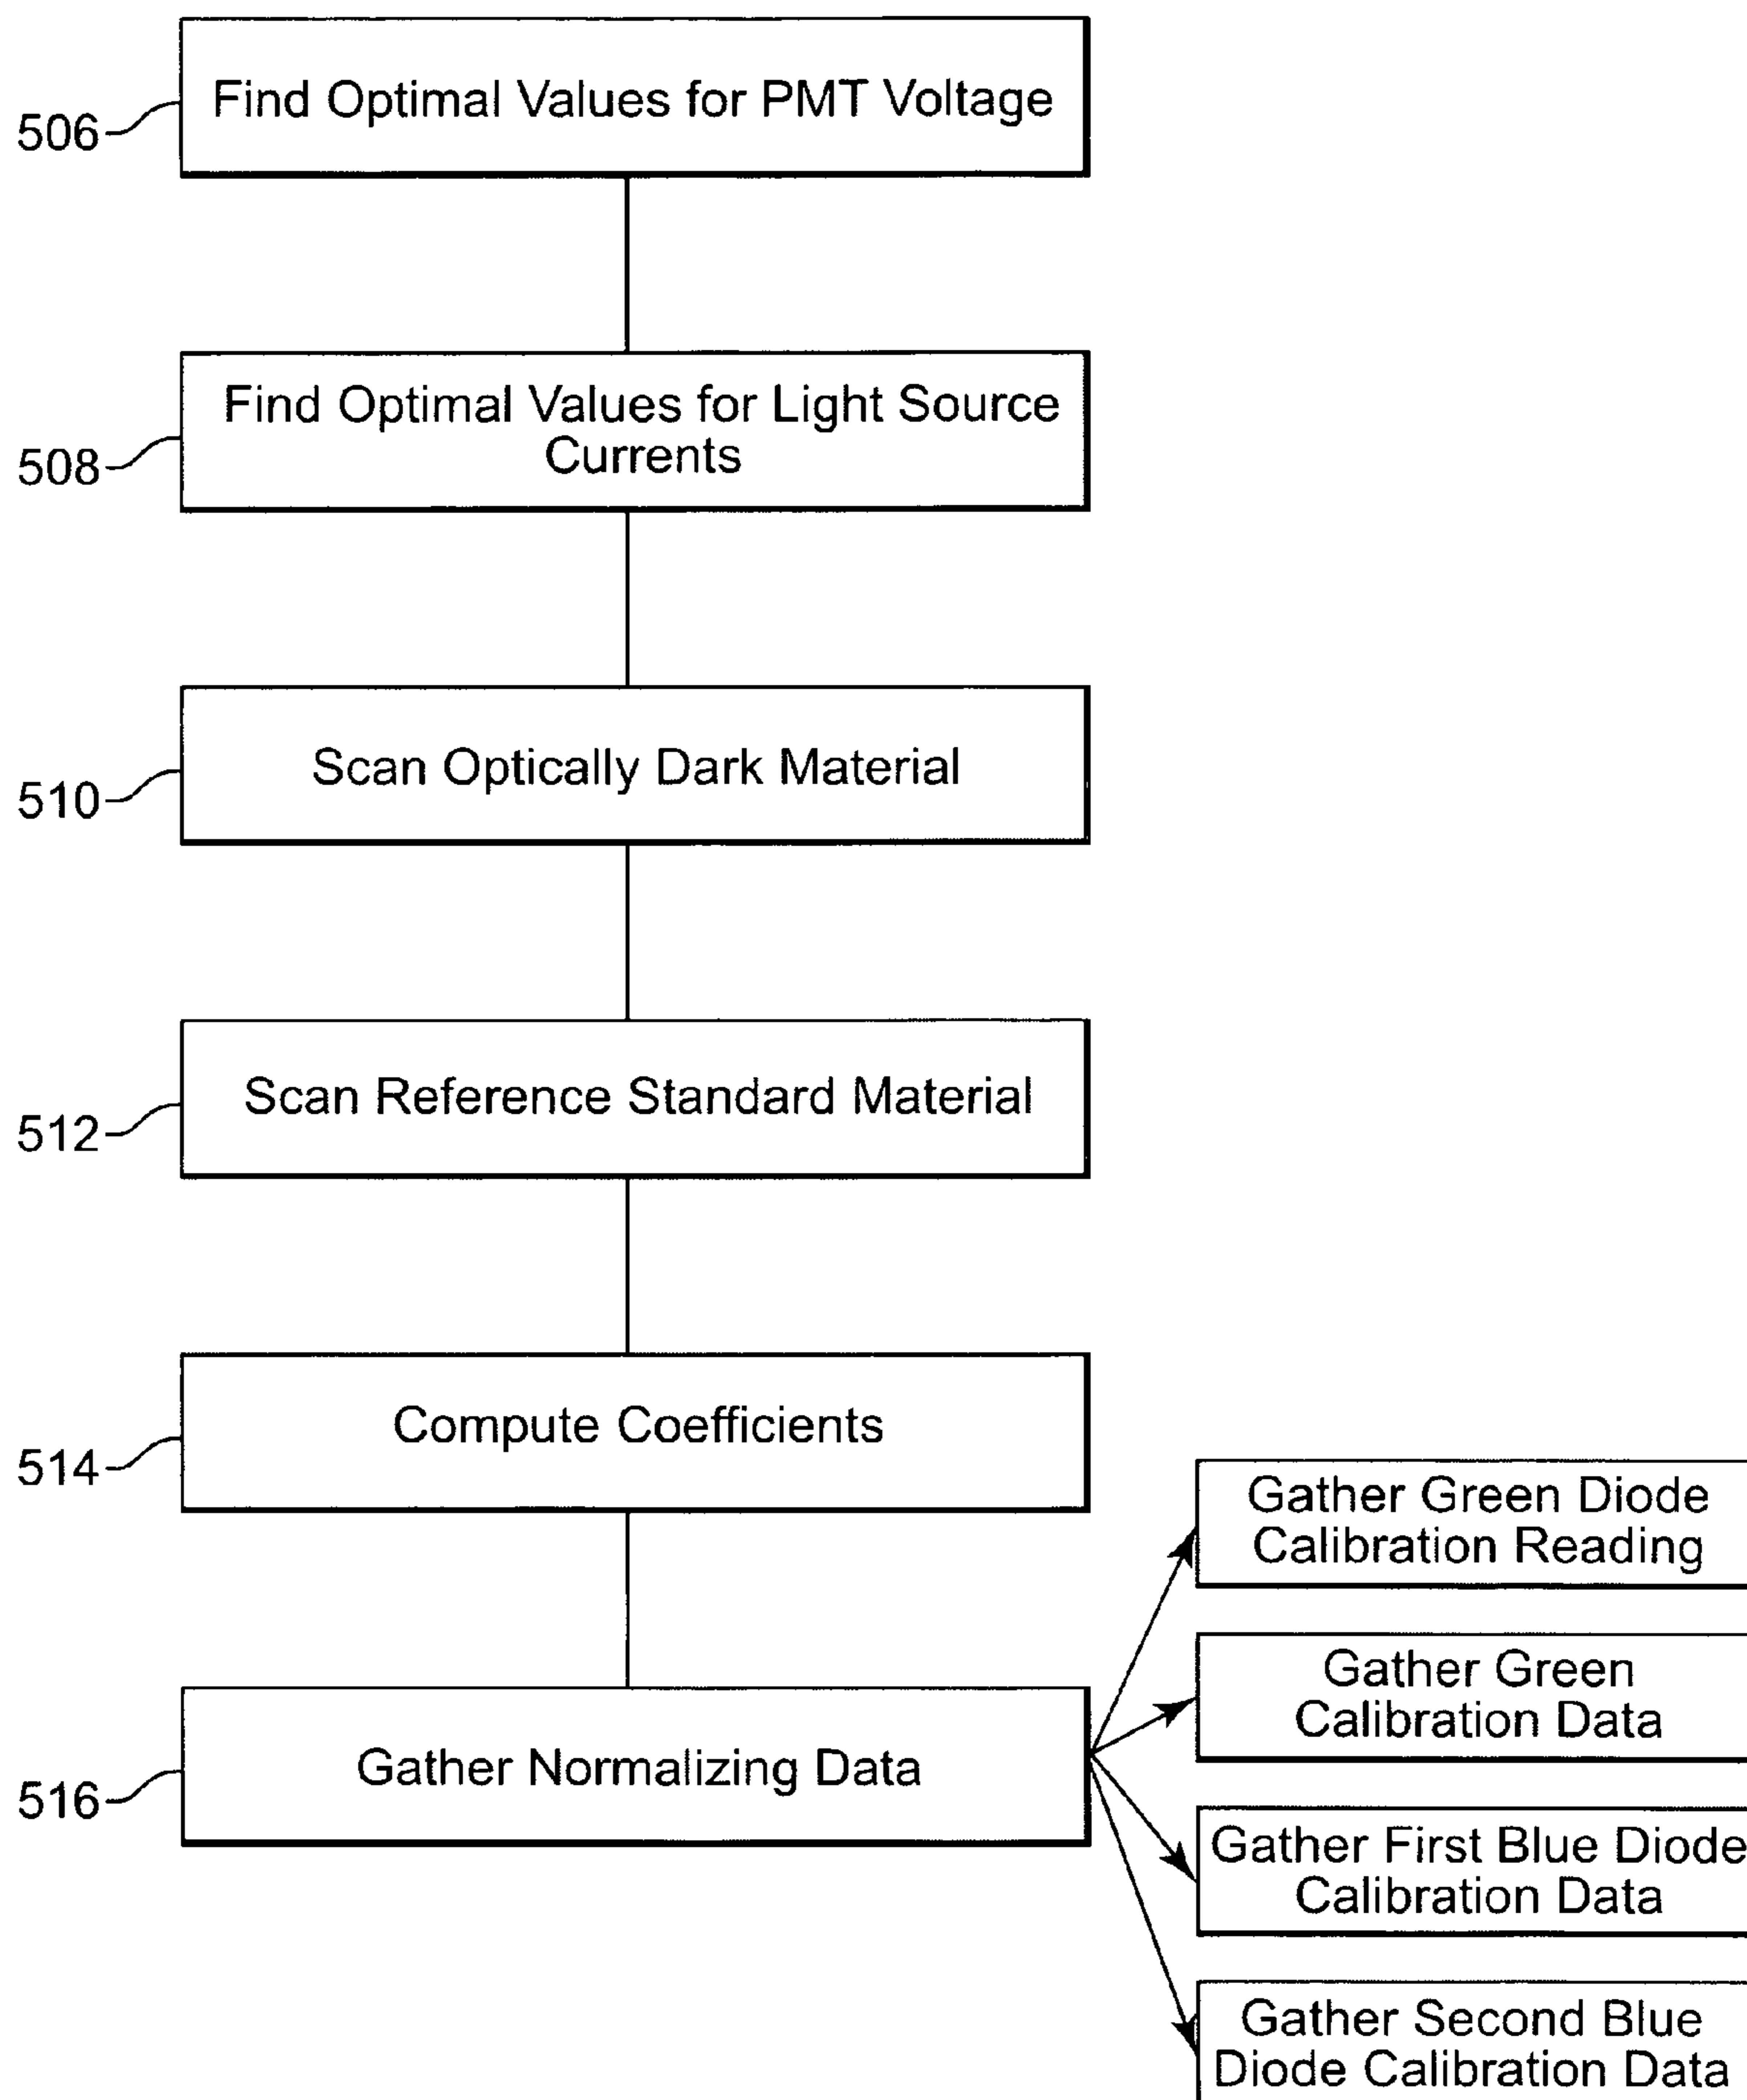 506
Find Optimal Values for PMT Voltage
508
Find Optimal Values for Light Source
Currents
510
Scan Optically Dark Material
512
Scan Reference Standard Material
514
Compute Coefficients
516
Gather Normalizing Data
Gather Green Diode
Calibration Reading
Gather Green
Calibration Data
Gather First Blue Diode
Calibration Data
Gather Second Blue
Diode Calibration Data